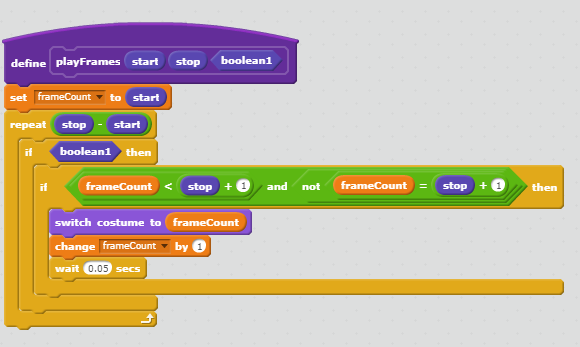 define playFrames start stop boolean1
set frameCount to start
repeat stop - start
if boolean1 then
if frameCount < stop + 1 and not frameCount = stop + 1 then
switch costume to frameCount
change frameCount by 1
wait 0.05 secs